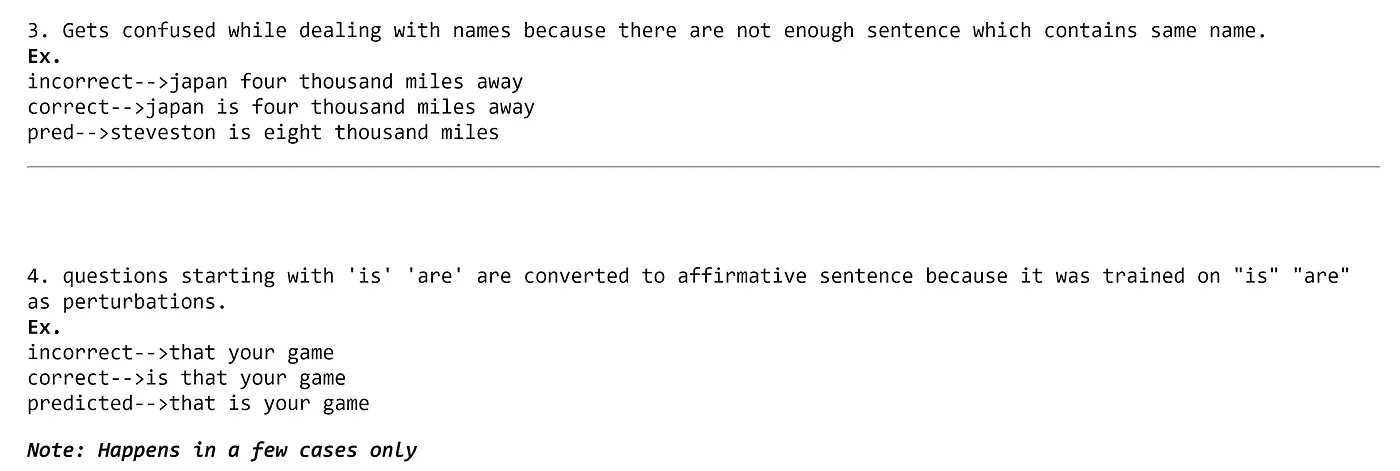 3. Gets confused while dealing with names because there are not enough sentence which contains same name.
Ex.
incorrect-->japan four thousand miles away
correct-->japan is four thousand miles away
pred-->steveston is eight thousand miles
4. questions starting with 'is' 'are' are converted to affirmative sentence because it was trained on "is" "are"
as perturbations.
Ex.
incorrect-->that your game
correct-->is that your game
predicted-->that is your game
Note: Happens in a few cases only